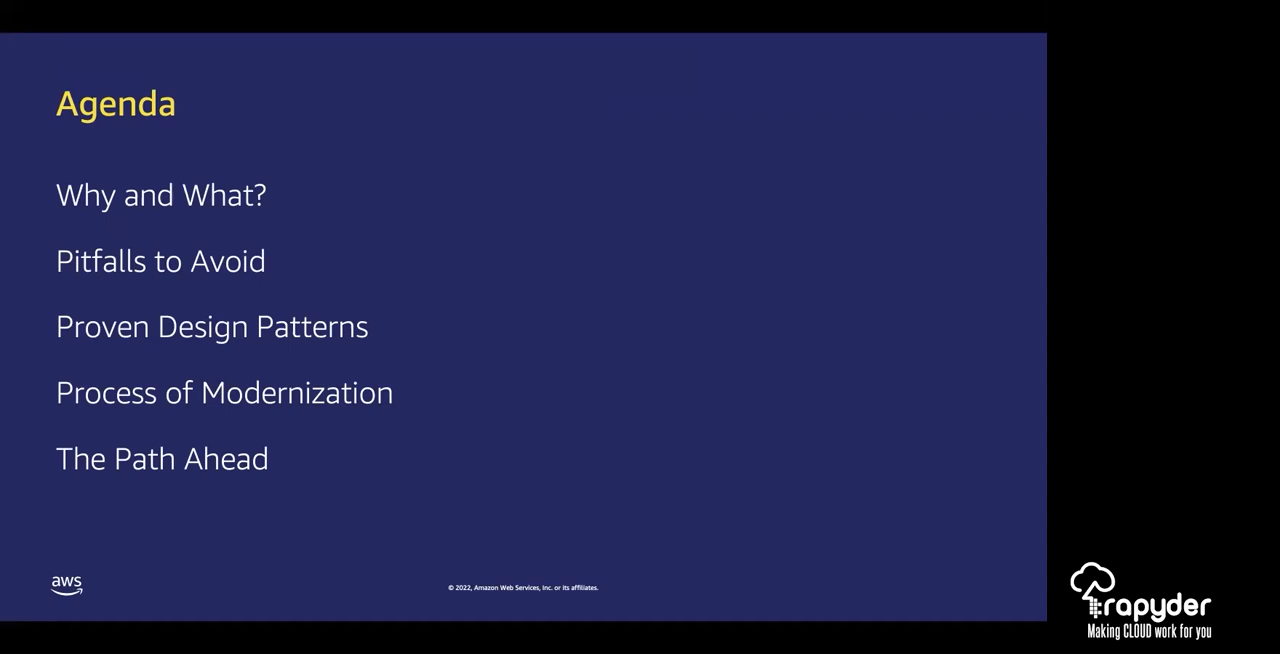 Agenda
Why and What?
Pitfalls to Avoid
Proven Design Patterns
Process of Modernization
The Path Ahead
aws
© 2022, Amazon Web Services, Inc. or its affiliates.
rapyder
Making CLOUD work for you